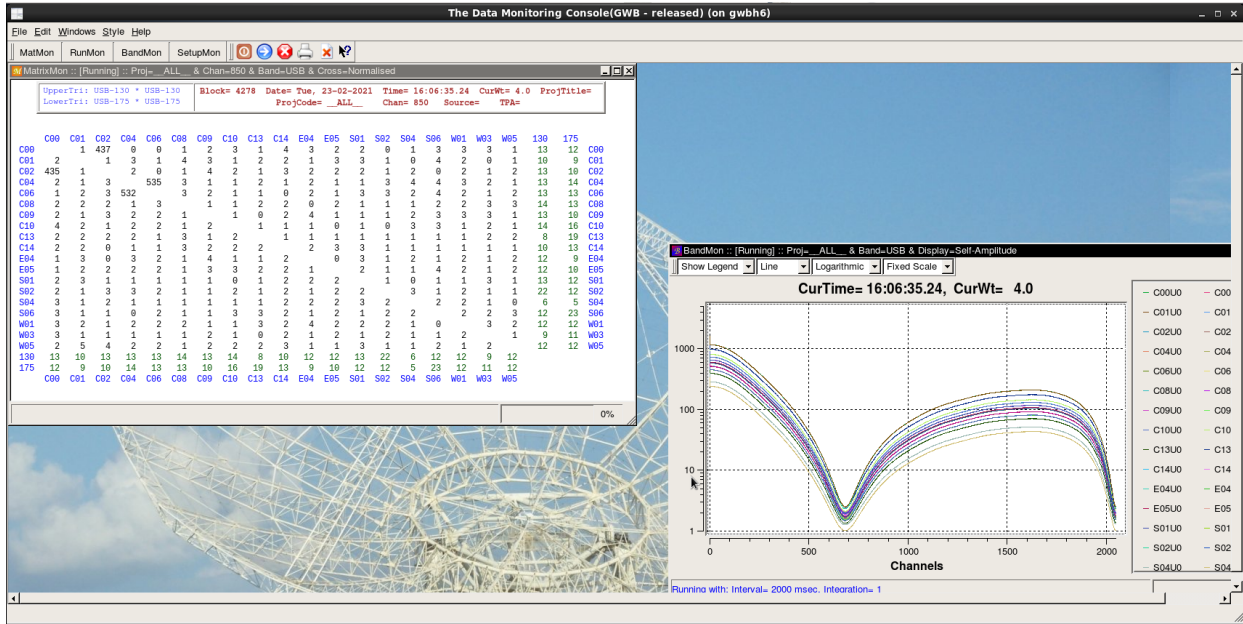 The Data Monitoring Console(GWB - released) (on gwbh6)
File Edit Windows Style Help
MatMon RunMon BandMon SetupMon
MatrixMon :: [Running] :: Proj=__ALL__ & Chan=850 & Band=USB & Cross=Normalised
UpperTri: USB-130 * USB-130 Block= 4278 Date= Tue, 23-02-2021 Time= 16:06:35.24 CurWt= 4.0 ProjTitle=
LowerTri: USB-175 * USB-175 ProjCode= __ALL__ Chan= 850 Source= TPA=
C00 C01 C02 C04 C06 C08 C09 C10 C13 C14 E04 E05 S01 S02 S04 S06 W01 W03 W05 130 175
C00 1 437 0 0 1 2 3 1 4 3 2 2 0 1 3 3 3 1 13 12 C00
C01 2 1 3 1 4 3 1 2 2 1 3 3 1 0 4 2 0 1 10 9 C01
C02 435 1 2 0 1 4 2 1 3 2 2 2 1 2 0 2 1 2 13 10 C02
C04 2 1 3 535 3 1 1 2 1 2 1 1 3 4 4 3 2 1 13 14 C04
C06 1 2 3 532 3 2 1 1 0 2 1 3 3 2 4 2 1 2 13 13 C06
C08 2 2 2 1 3 1 1 2 2 0 2 1 1 1 2 2 3 3 14 13 C08
C09 2 1 3 2 2 1 1 0 2 4 1 1 1 2 3 3 3 1 13 10 C09
C10 4 2 1 2 2 1 2 1 1 1 0 1 0 3 3 1 2 1 14 16 C10
C13 2 2 2 2 1 3 1 2 1 1 1 1 1 1 1 1 2 2 8 19 C13
C14 2 2 0 1 1 3 2 2 2 2 3 3 1 1 1 1 1 1 10 13 C14
E04 1 3 0 3 2 1 4 1 1 2 0 3 1 2 1 2 1 2 12 9 E04
E05 1 2 2 2 2 1 3 3 2 2 1 2 1 1 4 2 1 2 12 10 E05
S01 2 3 1 1 1 1 1 0 1 2 2 2 1 0 1 1 3 1 13 12 S01
S02 2 1 3 3 2 1 1 2 2 1 2 1 2 3 1 2 1 1 22 12 S02
S04 3 1 2 1 1 1 1 1 1 2 2 2 3 2 2 2 1 0 6 5 S04
S06 3 1 1 0 2 1 3 3 2 1 2 2 1 2 2 2 2 3 12 23 S06
W01 3 2 1 2 2 2 1 1 3 2 4 2 2 2 1 0 3 2 12 12 W01
W03 3 1 1 1 1 1 2 1 0 2 1 2 1 2 1 1 2 1 9 11 W03
W05 2 5 4 2 2 1 2 2 2 3 1 1 3 2 1 1 2 1 2 12 12 W05
130 13 10 13 13 13 14 13 14 8 10 12 12 13 22 6 12 12 9 12
175 12 9 10 14 13 13 10 16 19 13 9 10 12 12 5 23 12 11 12
C00 C01 C02 C04 C06 C08 C09 C10 C13 C14 E04 E05 S01 S02 S04 S06 W01 W03 W05
0%
BandMon :: [Running] :: Proj=__ALL__ & Band=USB & Display=Self-Amplitude
Show Legend Line Logarithmic Fixed Scale
CurTime= 16:06:35.24, CurWt= 4.0
1000
100
10
1
0 500 1000 1500 2000
Channels
C00U0 C00
C01U0 C01
C02U0 C02
C04U0 C04
C06U0 C06
C08U0 C08
C09U0 C09
C10U0 C10
C13U0 C13
C14U0 C14
E04U0 E04
E05U0 E05
S01U0 S01
S02U0 S02
S04U0 S04
Running with: Interval= 2000 msec. Integration= 1